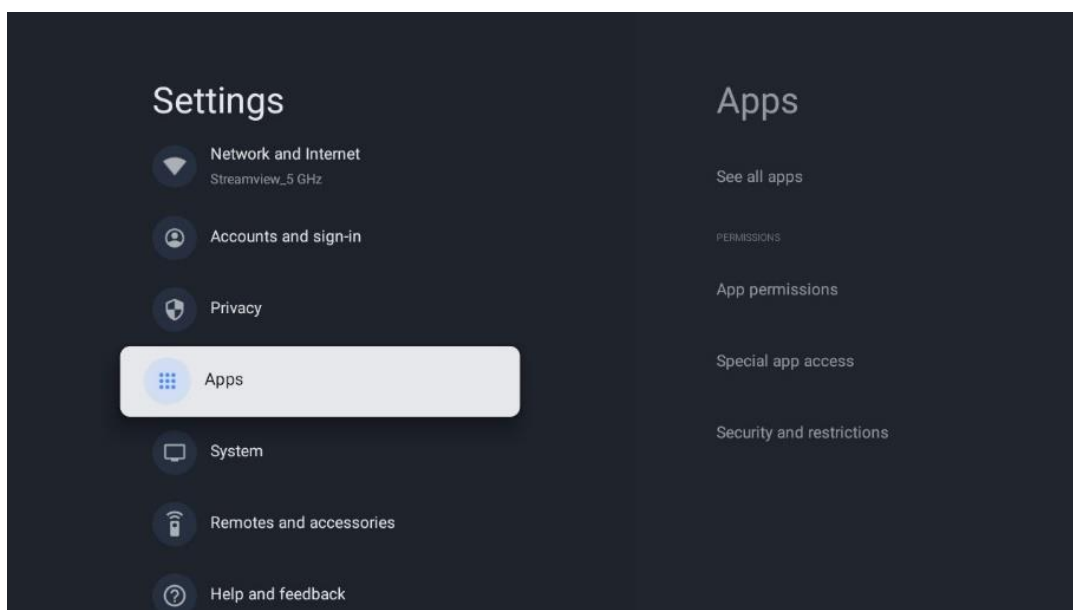 Settings
Network and Internet
Streamview_5 GHz
Accounts and sign-in
Privacy
Apps
System
Remotes and accessories
Help and feedback
Apps
See all apps
PERMISSIONS
App permissions
Special app access
Security and restrictions